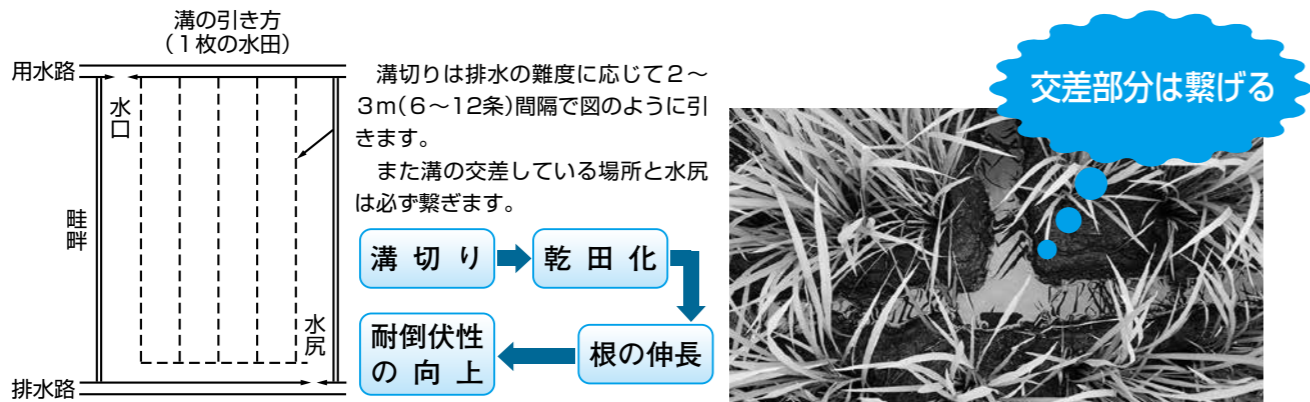 溝の引き方
(1枚の水田)
用水路
水口
畦畔
水尻
排水路
溝切りは排水の難度に応じて2~
3m(6~12条)間隔で図のように引
きます。
また溝の交差している場所と水尻
は必ず繋ぎます。
溝切り
乾田化
根の伸長
耐倒伏性
の向上
交差部分は繋げる